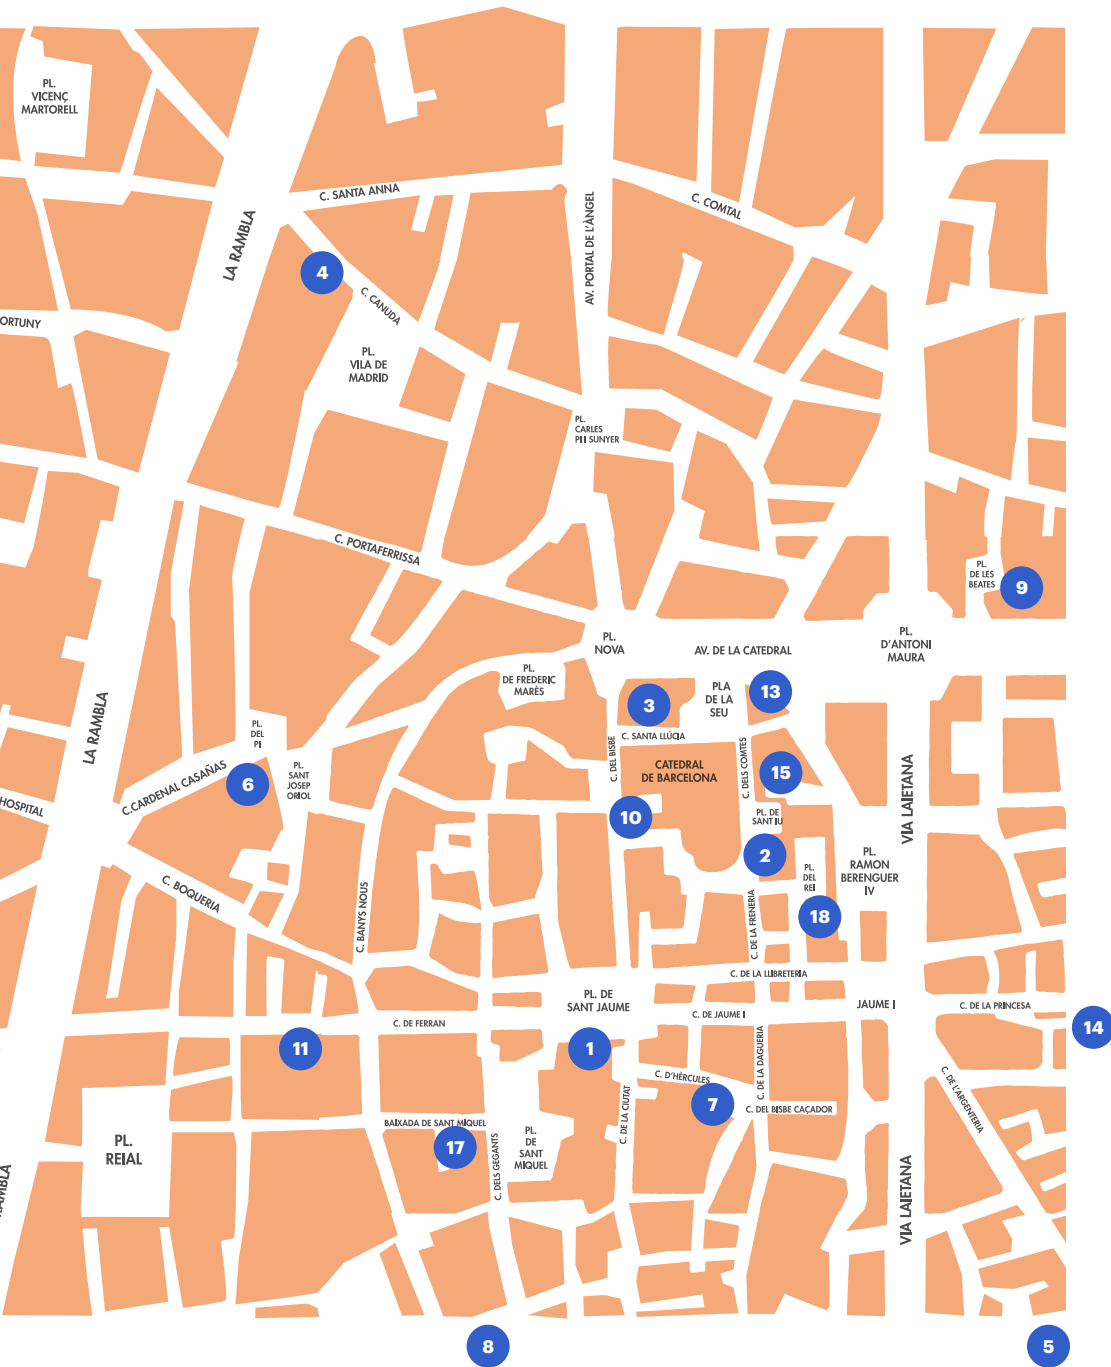 PL.
VICENÇ
MARTORELL
C. SANTA ANNA
C. COMTAL
LA RAMBLA
AV. PORTAL DE L'ÀNGEL
4
C. CANUDA
ORTUNY
PL.
VILA DE
MADRID
PL.
CARLES
PI I SUNYER
C. PORTAFERRISSA
PL.
DE LES
BEATES
9
PL.
NOVA
AV. DE LA CATEDRAL
PL.
D'ANTONI
MAURA
PL.
DE FREDERIC
MARÈS
3
PLA
DE LA
SEU
13
LA RAMBLA
PL.
DEL
PI
C. SANTA LLÚCIA
C. DEL BISBE
CATEDRAL
DE BARCELONA
C. DELS COMTES
15
VIA LAIETANA
C.CARDENAL CASAÑAS
6
PL.
SANT
JOSEP
ORIOL
HOSPITAL
10
PL. DE
SANT IU
2
PL.
DEL
REI
PL.
RAMON
BERENGUER
IV
C. BOQUERIA
C. BANYS NOUS
C. DE LA FRENERIA
18
C. DE LA LLIBRETERIA
PL. DE
SANT JAUME
JAUME I
C. DE LA PRINCESA
C. DE FERRAN
C. DE JAUME I
14
11
1
C. DE LA DAGUERIA
C. D'HÈRCULES
C. DE L'ARGENTERIA
7
C. DEL BISBE CAÇADOR
C. DE LA CIUTAT
BAIXADA DE SANT MIQUEL
17
C. DELS GEGANTS
PL.
DE
SANT
MIQUEL
PL.
REIAL
RAMBLA
VIA LAIETANA
8
5